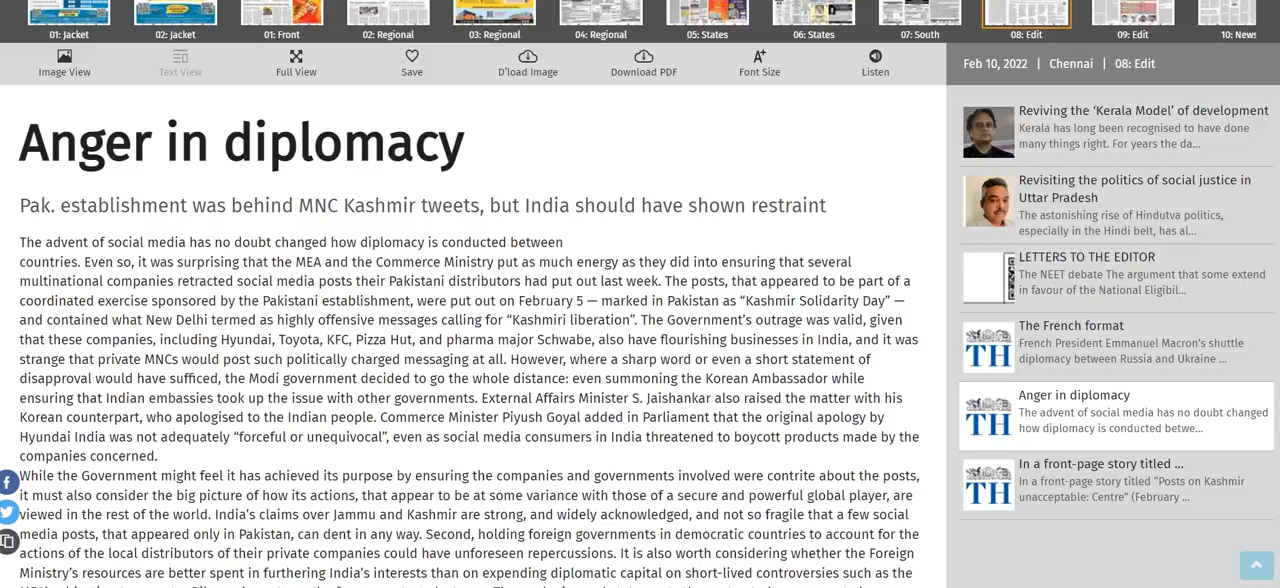 01: Jacket
02: Jacket
01: Front
02: Regional
03: Regional
04: Regional
05: States
06: States
07: South
08: Edit
09: Edit
10: News
Image View
Text View
Full View
Save
D'load Image
Download PDF
A+
Font Size
Listen
Feb 10, 2022 | Chennai | 08: Edit
Anger in diplomacy
Pak. establishment was behind MNC Kashmir tweets, but India should have shown restraint
The advent of social media has no doubt changed how diplomacy is conducted between
countries. Even so, it was surprising that the MEA and the Commerce Ministry put as much energy as they did into ensuring that several
multinational companies retracted social media posts their Pakistani distributors had put out last week. The posts, that appeared to be part of a
coordinated exercise sponsored by the Pakistani establishment, were put out on February 5 — marked in Pakistan as “Kashmir Solidarity Day” —
and contained what New Delhi termed as highly offensive messages calling for “Kashmiri liberation”. The Government’s outrage was valid, given
that these companies, including Hyundai, Toyota, KFC, Pizza Hut, and pharma major Schwabe, also have flourishing businesses in India, and it was
strange that private MNCs would post such politically charged messaging at all. However, where a sharp word or even a short statement of
disapproval would have sufficed, the Modi government decided to go the whole distance: even summoning the Korean Ambassador while
ensuring that Indian embassies took up the issue with other governments. External Affairs Minister S. Jaishankar also raised the matter with his
Korean counterpart, who apologised to the Indian people. Commerce Minister Piyush Goyal added in Parliament that the original apology by
Hyundai India was not adequately “forceful or unequivocal”, even as social media consumers in India threatened to boycott products made by the
companies concerned.
While the Government might feel it has achieved its purpose by ensuring the companies and governments involved were contrite about the posts,
it must also consider the big picture of how its actions, that appear to be at some variance with those of a secure and powerful global player, are
viewed in the rest of the world. India’s claims over Jammu and Kashmir are strong, and widely acknowledged, and not so fragile that a few social
media posts, that appeared only in Pakistan, can dent in any way. Second, holding foreign governments in democratic countries to account for the
actions of the local distributors of their private companies could have unforeseen repercussions. It is also worth considering whether the Foreign
Ministry’s resources are better spent in furthering India’s interests than on expending diplomatic capital on short-lived controversies such as the
Reviving the ‘Kerala Model’ of development
Kerala has long been recognised to have done
many things right. For years the da...
Revisiting the politics of social justice in
Uttar Pradesh
The astonishing rise of Hindutva politics,
especially in the Hindi belt, has al...
LETTERS TO THE EDITOR
The NEET debate The argument that some extend
in favour of the National Eligibil...
TH
The French format
French President Emmanuel Macron’s shuttle
diplomacy between Russia and Ukraine ...
TH
Anger in diplomacy
The advent of social media has no doubt changed
how diplomacy is conducted betwe...
TH
In a front-page story titled ...
In a front-page story titled “Posts on Kashmir
unacceptable: Centre” (February ...